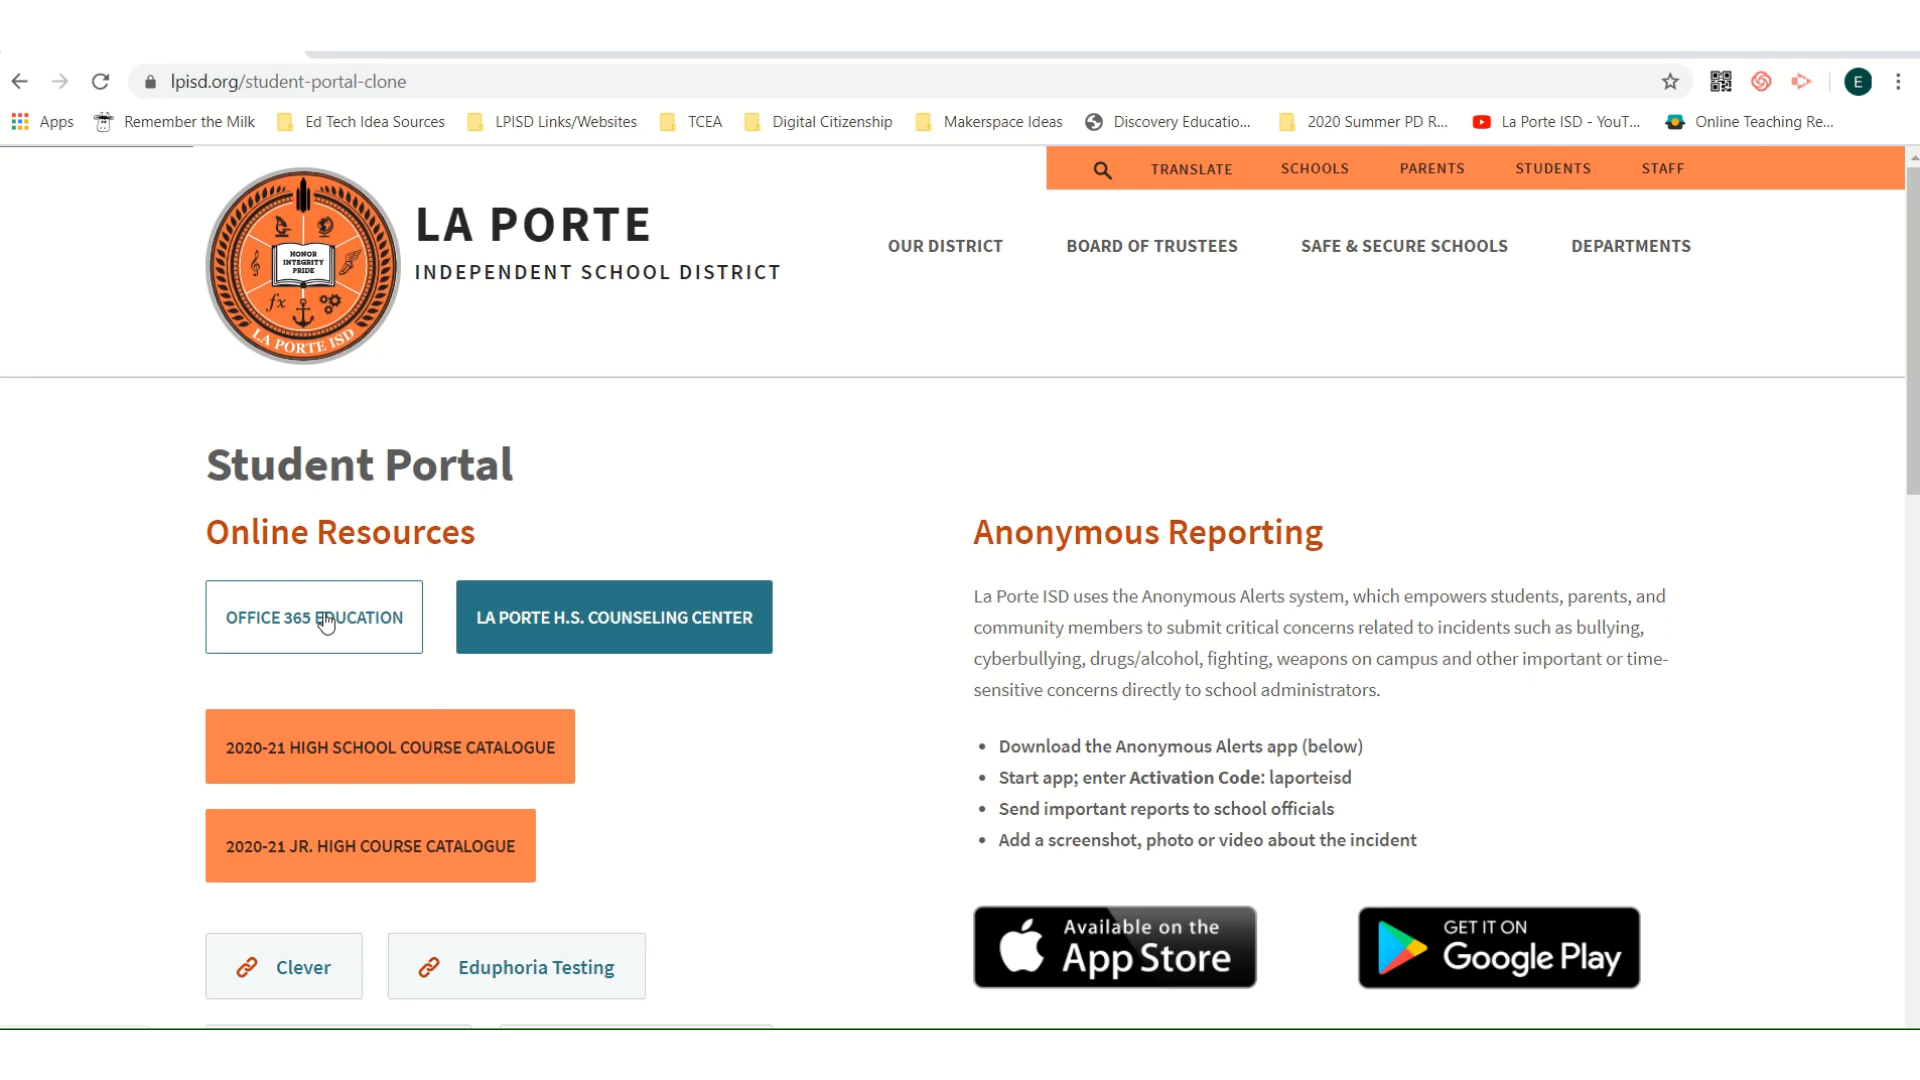 lpisd.org/student-portal-clone
E
Apps
Remember the Milk
Ed Tech Idea Sources
LPISD Links/Websites
TCEA
Digital Citizenship
Makerspace Ideas
Discovery Educatio...
2020 Summer PD R...
La Porte ISD - YouT...
Online Teaching Re...
TRANSLATE
SCHOOLS
PARENTS
STUDENTS
STAFF
HONOR
INTEGRITY
PRIDE
fx
LA PORTE ISD
LA PORTE
INDEPENDENT SCHOOL DISTRICT
OUR DISTRICT
BOARD OF TRUSTEES
SAFE & SECURE SCHOOLS
DEPARTMENTS
Student Portal
Online Resources
OFFICE 365 EDUCATION
LA PORTE H.S. COUNSELING CENTER
2020-21 HIGH SCHOOL COURSE CATALOGUE
2020-21 JR. HIGH COURSE CATALOGUE
Clever
Eduphoria Testing
Anonymous Reporting
La Porte ISD uses the Anonymous Alerts system, which empowers students, parents, and
community members to submit critical concerns related to incidents such as bullying,
cyberbullying, drugs/alcohol, fighting, weapons on campus and other important or time-
sensitive concerns directly to school administrators.
• Download the Anonymous Alerts app (below)
• Start app; enter Activation Code: laporteisd
• Send important reports to school officials
• Add a screenshot, photo or video about the incident
Available on the
App Store
GET IT ON
Google Play